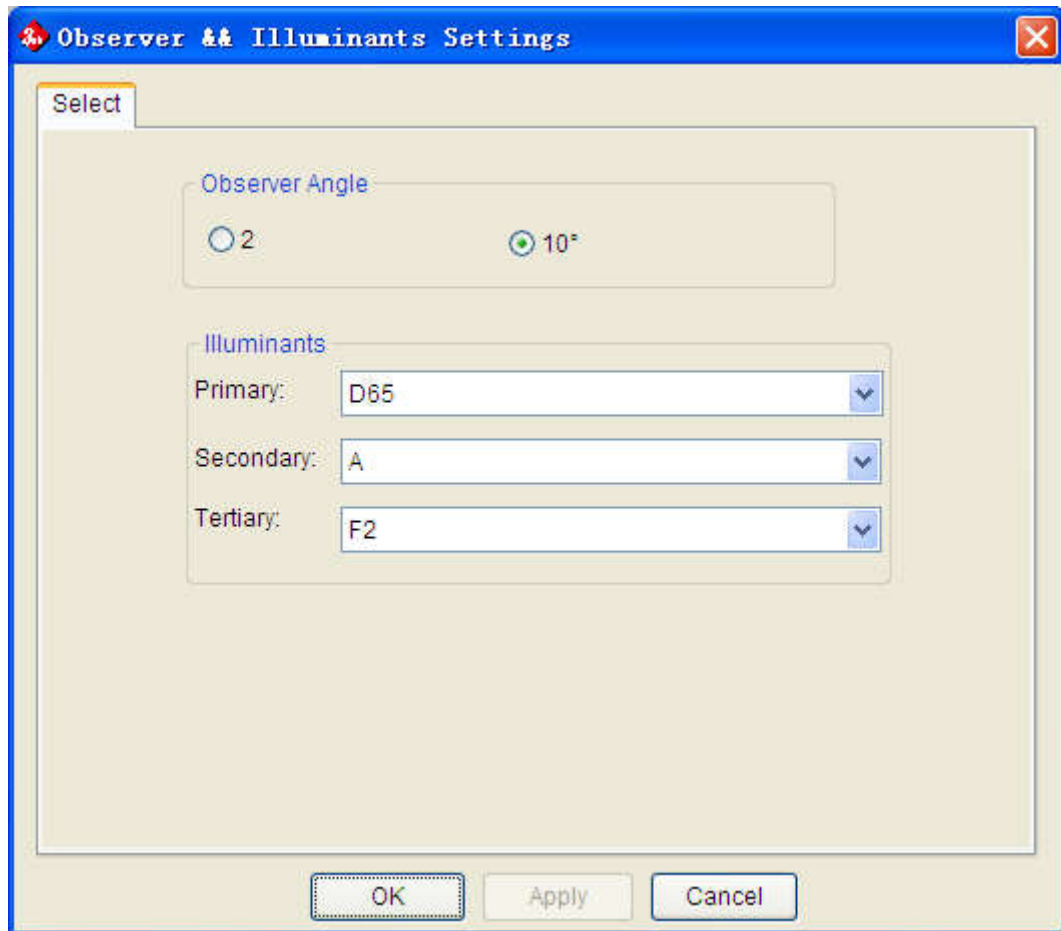 Observer && Illuminants Settings
Select
Observer Angle
2 10°
Illuminants
Primary: D65
Secondary: A
Tertiary: F2
OK Apply Cancel